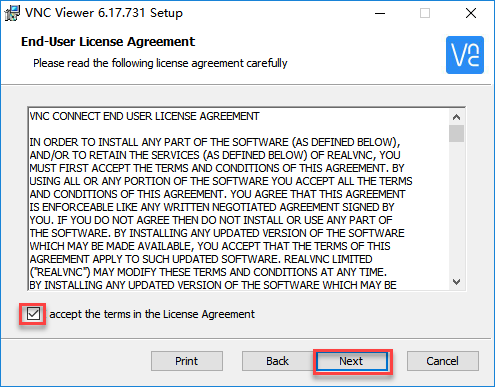 VNC Viewer 6.17.731 Setup
End-User License Agreement
Please read the following license agreement carefully
VNC CONNECT END USER LICENSE AGREEMENT
IN ORDER TO INSTALL ANY PART OF THE SOFTWARE (AS DEFINED BELOW),
AND/OR TO RETAIN THE SERVICES (AS DEFINED BELOW) OF REALVNC, YOU
MUST FIRST ACCEPT THE TERMS AND CONDITIONS OF THIS AGREEMENT. BY
USING ALL OR ANY PORTION OF THE SOFTWARE YOU ACCEPT ALL THE TERMS
AND CONDITIONS OF THIS AGREEMENT. YOU AGREE THAT THIS AGREEMENT
IS ENFORCEABLE LIKE ANY WRITTEN NEGOTIATED AGREEMENT SIGNED BY
YOU. IF YOU DO NOT AGREE THEN DO NOT INSTALL OR USE ANY PART OF
THE SOFTWARE. BY INSTALLING ANY UPDATED VERSION OF THE SOFTWARE
WHICH MAY BE MADE AVAILABLE, YOU ACCEPT THAT THE TERMS OF THIS
AGREEMENT APPLY TO SUCH UPDATED SOFTWARE. REALVNC LIMITED
("REALVNC") MAY MODIFY THESE TERMS AND CONDITIONS AT ANY TIME.
BY INSTALLING ANY UPDATED VERSION OF THE SOFTWARE WHICH MAY BE
accept the terms in the License Agreement
Print
Back
Next
Cancel